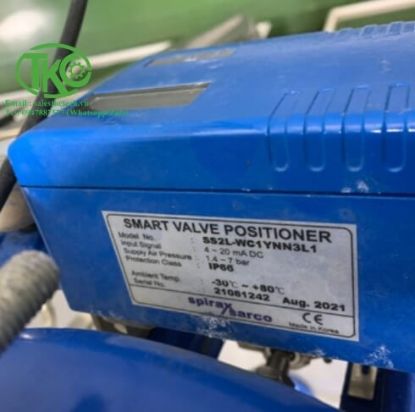 TKC
SMART VALVE POSITIONER
Model No. : SS2L-WC1YNN3L1
Input Signal : 4 ~ 20 mA DC
Supply Air Pressure : 1.4 ~ 7 bar
Protection Class : IP66
Ambient Temp. : -30℃ ~ +80℃
Serial No. : 21061242 Aug. 2021
spirax sarco CE Made in Korea